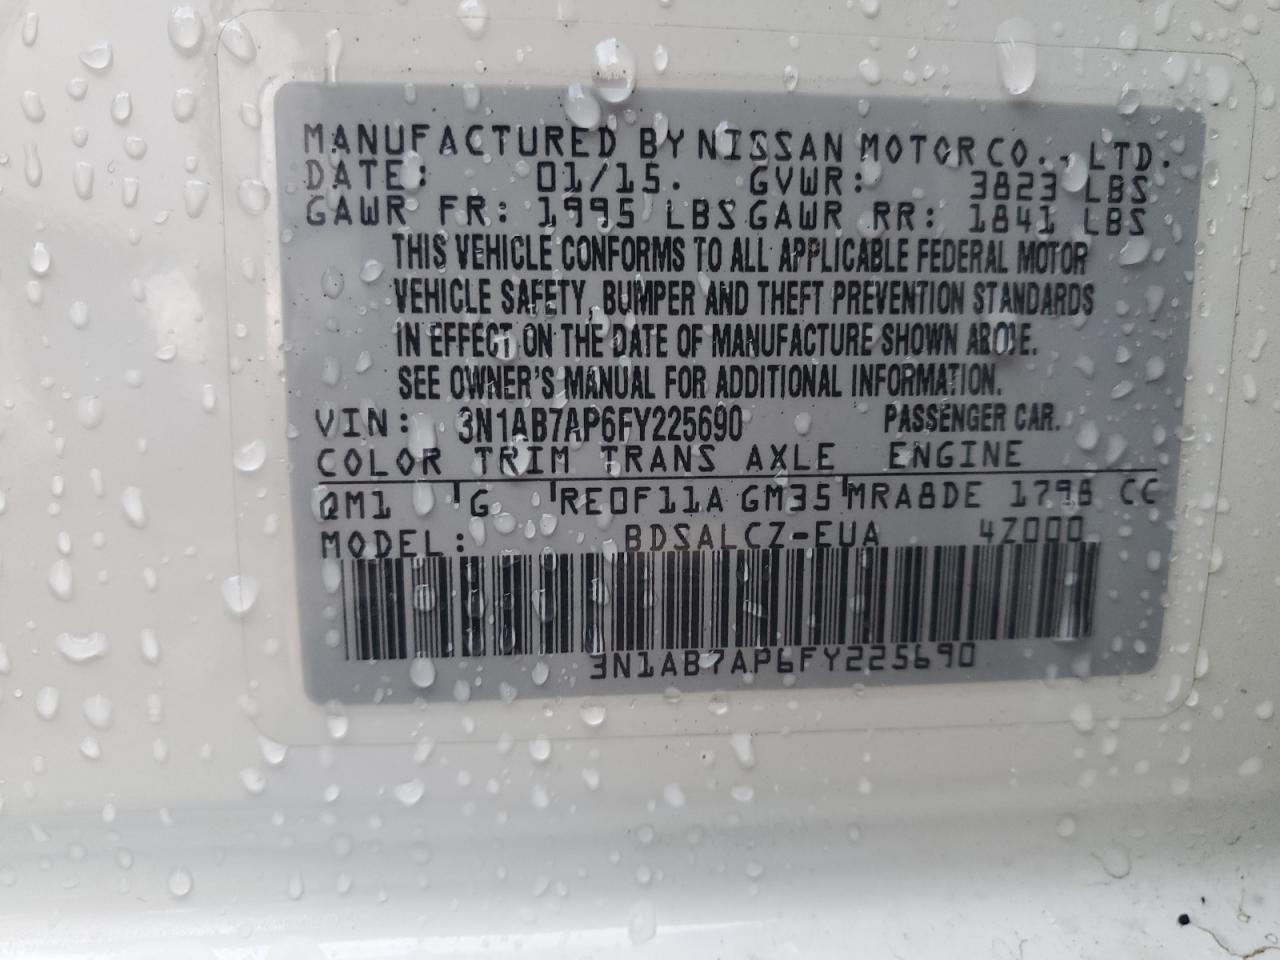 MANUFACTURED BY NISSAN MOTOR CO., LTD.
DATE: 01/15. GVWR: 3823 LBS
GAWR FR: 1995 LBS GAWR RR: 1841 LBS
THIS VEHICLE CONFORMS TO ALL APPLICABLE FEDERAL MOTOR
VEHICLE SAFETY, BUMPER AND THEFT PREVENTION STANDARDS
IN EFFECT ON THE DATE OF MANUFACTURE SHOWN ABOVE.
SEE OWNER'S MANUAL FOR ADDITIONAL INFORMATION.
VIN: 3N1AB7AP6FY225690 PASSENGER CAR.
COLOR TRIM TRANS AXLE ENGINE
QM1 G RE0F11A GM35 MRA8DE 1798 CC
MODEL: BDSALCZ-EUA 4Z000
3N1AB7AP6FY225690